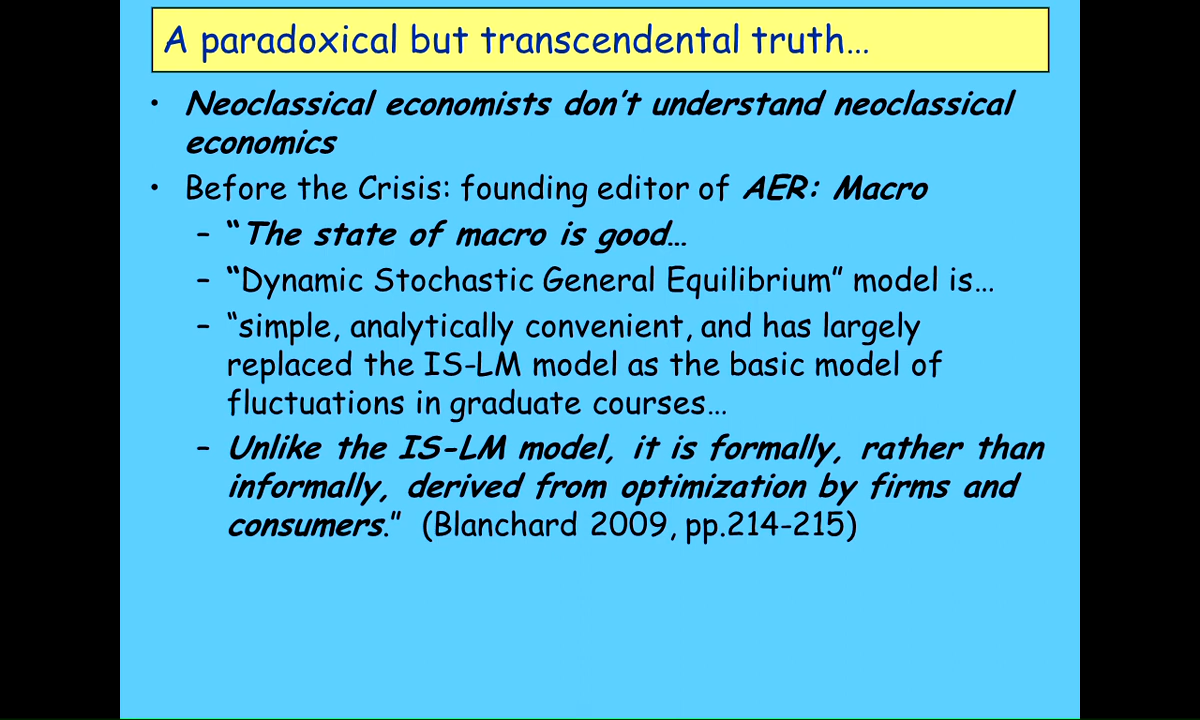 A paradoxical but transcendental truth…
• Neoclassical economists don’t understand neoclassical
economics
• Before the Crisis: founding editor of AER: Macro
– “The state of macro is good…
– “Dynamic Stochastic General Equilibrium” model is…
– “simple, analytically convenient, and has largely
replaced the IS-LM model as the basic model of
fluctuations in graduate courses…
– Unlike the IS-LM model, it is formally, rather than
informally, derived from optimization by firms and
consumers.” (Blanchard 2009, pp.214-215)